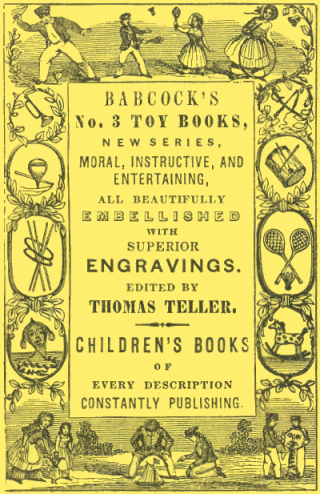 BABCOCK'S
No. 3 TOY BOOKS,
NEW SERIES,
MORAL, INSTRUCTIVE, AND
ENTERTAINING,
ALL BEAUTIFULLY
EMBELLISHED
WITH
SUPERIOR
ENGRAVINGS.
EDITED BY
THOMAS TELLER.
CHILDREN'S BOOKS
OF
EVERY DESCRIPTION
CONSTANTLY PUBLISHING.